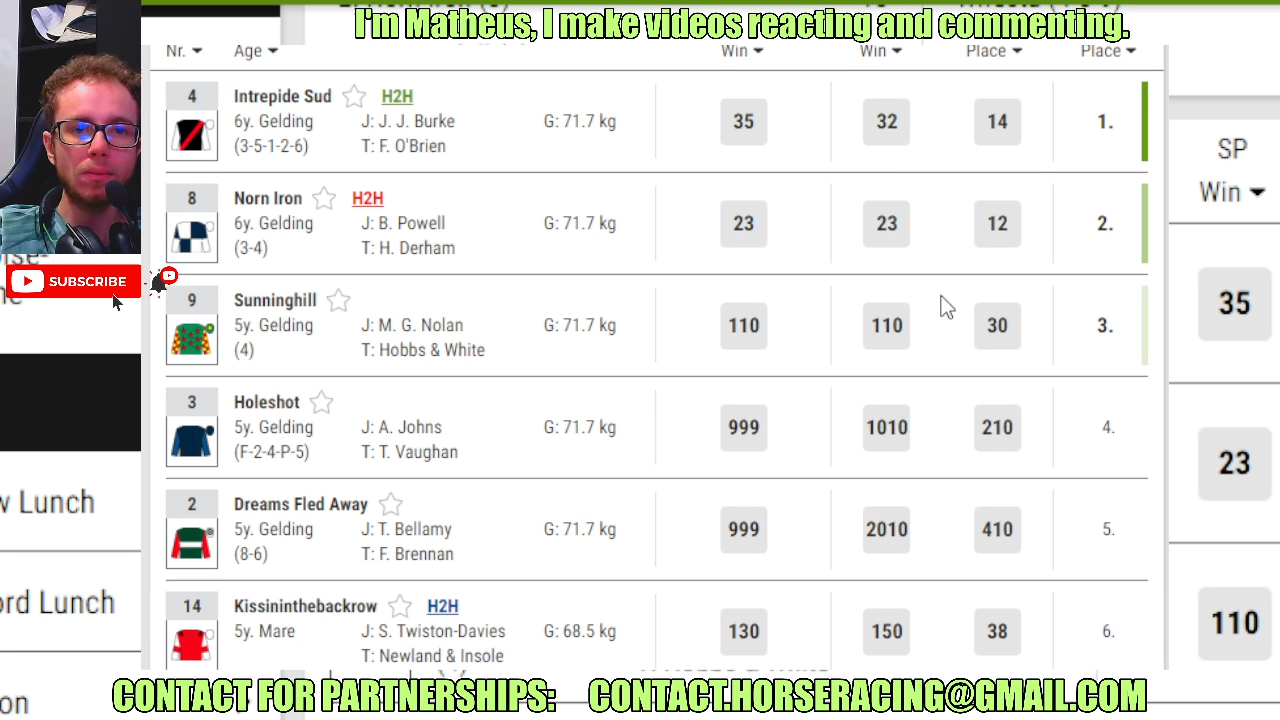 I'm Matheus, I make videos reacting and commenting.
Nr. Age Win Win Place Place
4 Intrepide Sud H2H
6y. Gelding J: J. J. Burke G: 71.7 kg 35 32 14 1.
(3-5-1-2-6) T: F. O'Brien
8 Norn Iron H2H
6y. Gelding J: B. Powell G: 71.7 kg 23 23 12 2.
(3-4) T: H. Derham
9 Sunninghill
5y. Gelding J: M. G. Nolan G: 71.7 kg 110 110 30 3.
(4) T: Hobbs & White
3 Holeshot
5y. Gelding J: A. Johns G: 71.7 kg 999 1010 210 4.
(F-2-4-P-5) T: T. Vaughan
2 Dreams Fled Away
5y. Gelding J: T. Bellamy G: 71.7 kg 999 2010 410 5.
(8-6) T: F. Brennan
14 Kissininthebackrow H2H
5y. Mare J: S. Twiston-Davies G: 68.5 kg 130 150 38 6.
T: Newland & Insole
SP
Win
35
23
110
SUBSCRIBE
Lunch
Lunch
CONTACT FOR PARTNERSHIPS: CONTACT.HORSERACING@GMAIL.COM